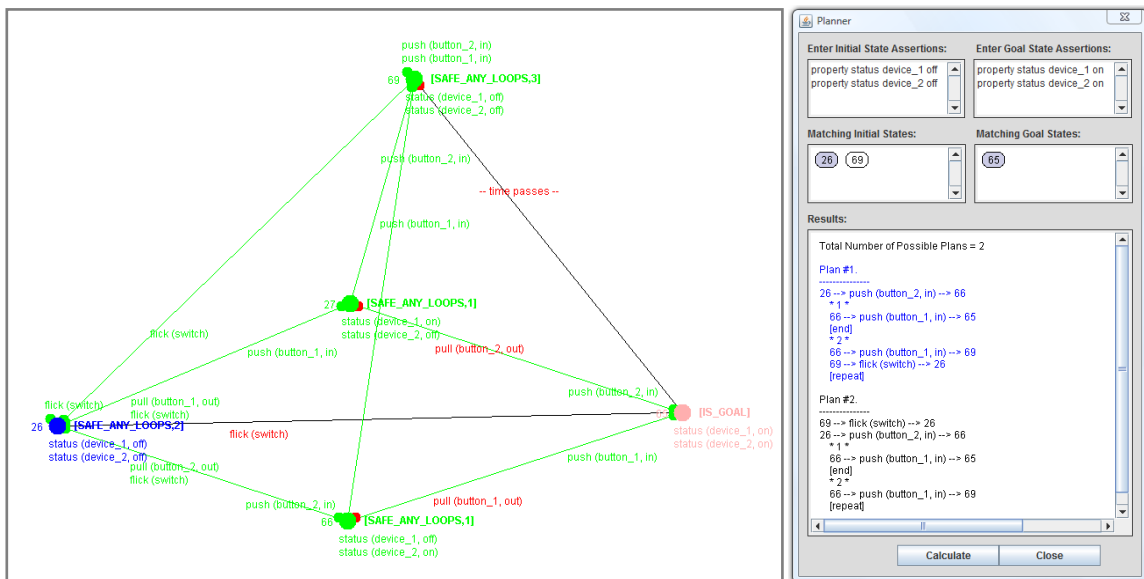 push (button_2, in)
push (button_1, in)
69
[SAFE_ANY_LOOPS,3]
status (device_1, off)
status (device_2, off)
push (button_2, in)
-- time passes --
push (button_1, in)
27
[SAFE_ANY_LOOPS,1]
status (device_1, on)
status (device_2, off)
flick (switch)
push (button_1, in)
pull (button_2, out)
push (button_2, in)
flick (switch)
pull (button_1, out)
flick (switch)
[IS_GOAL]
26
[SAFE_ANY_LOOPS,2]
flick (switch)
status (device_1, on)
status (device_2, on)
status (device_1, off)
status (device_2, off)
pull (button_2, out)
flick (switch)
push (button_1, in)
push (button_2, in)
pull (button_1, out)
66
[SAFE_ANY_LOOPS,1]
status (device_1, off)
status (device_2, on)
Planner
Enter Initial State Assertions:
property status device_1 off
property status device_2 off
Enter Goal State Assertions:
property status device_1 on
property status device_2 on
Matching Initial States:
26 69
Matching Goal States:
65
Results:
Total Number of Possible Plans = 2
Plan #1.
---------------
26 --> push (button_2, in) --> 66
* 1 *
66 --> push (button_1, in) --> 65
[end]
* 2 *
66 --> push (button_1, in) --> 69
69 --> flick (switch) --> 26
[repeat]
Plan #2.
---------------
69 --> flick (switch) --> 26
26 --> push (button_2, in) --> 66
* 1 *
66 --> push (button_1, in) --> 65
[end]
* 2 *
66 --> push (button_1, in) --> 69
[repeat]
Calculate
Close